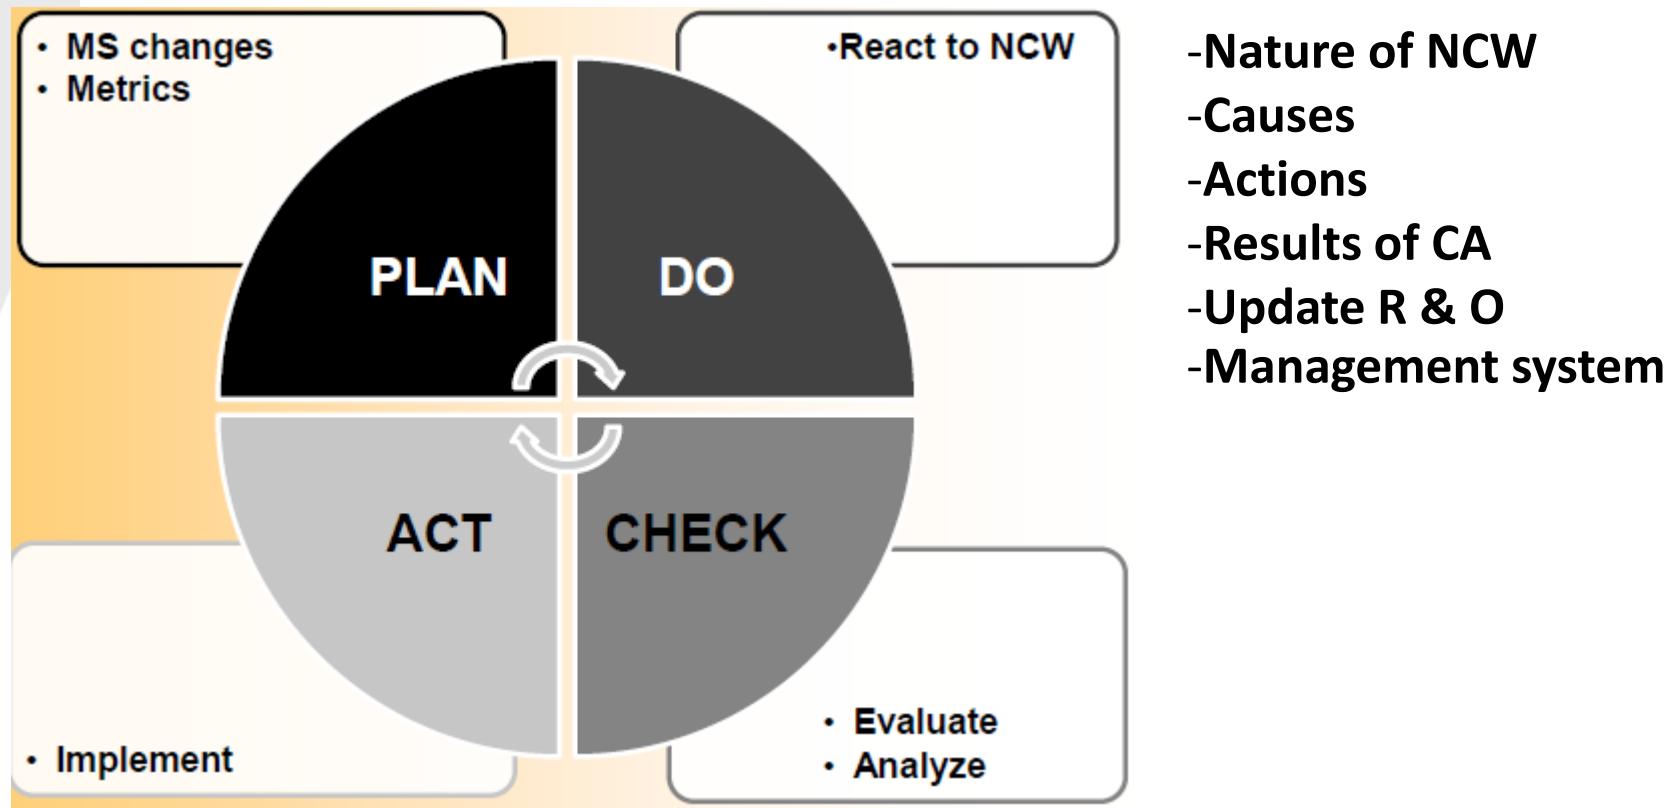 • MS changes
• Metrics
•React to NCW
PLAN
DO
ACT
CHECK
• Implement
• Evaluate
• Analyze
-Nature of NCW
-Causes
-Actions
-Results of CA
-Update R & O
-Management system